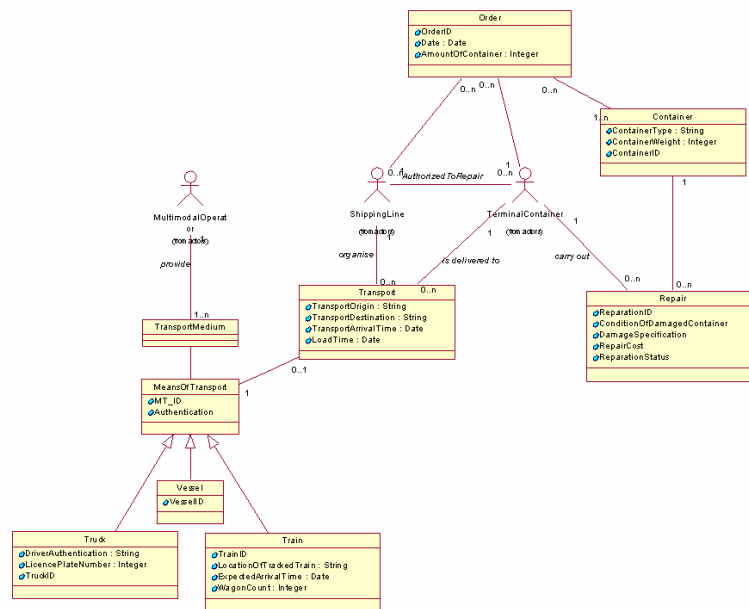 Order
OrderID
Date : Date
AmountOfContainer : Integer
0..n
0..n
0..n
1..n
Container
ContainerType : String
ContainerWeight : Integer
ContainerID
1
0..n
1
0..n
AuthorizedToRepair
MultimodalOperat
or
(from actors)
1
ShippingLine
(from actors)
1
TerminalContainer
(from actors)
1
1
provide
organise
is delivered to
carry out
1..n
0..n
0..n
0..n
0..n
TransportMedium
Transport
TransportOrigin : String
TransportDestination : String
TransportArrivalTime : Date
LoadTime : Date
Repair
ReparationID
ConditionOfDamagedContainer
DamageSpecification
RepairCost
ReparationStatus
0..1
1
MeansOfTransport
MT_ID
Authentication
Vessel
VesselID
Truck
DriverAuthentication : String
LicencePlateNumber : Integer
TruckID
Train
TrainID
LocationOfTrackedTrain : String
ExpectedArrivalTime : Date
WagonCount : Integer